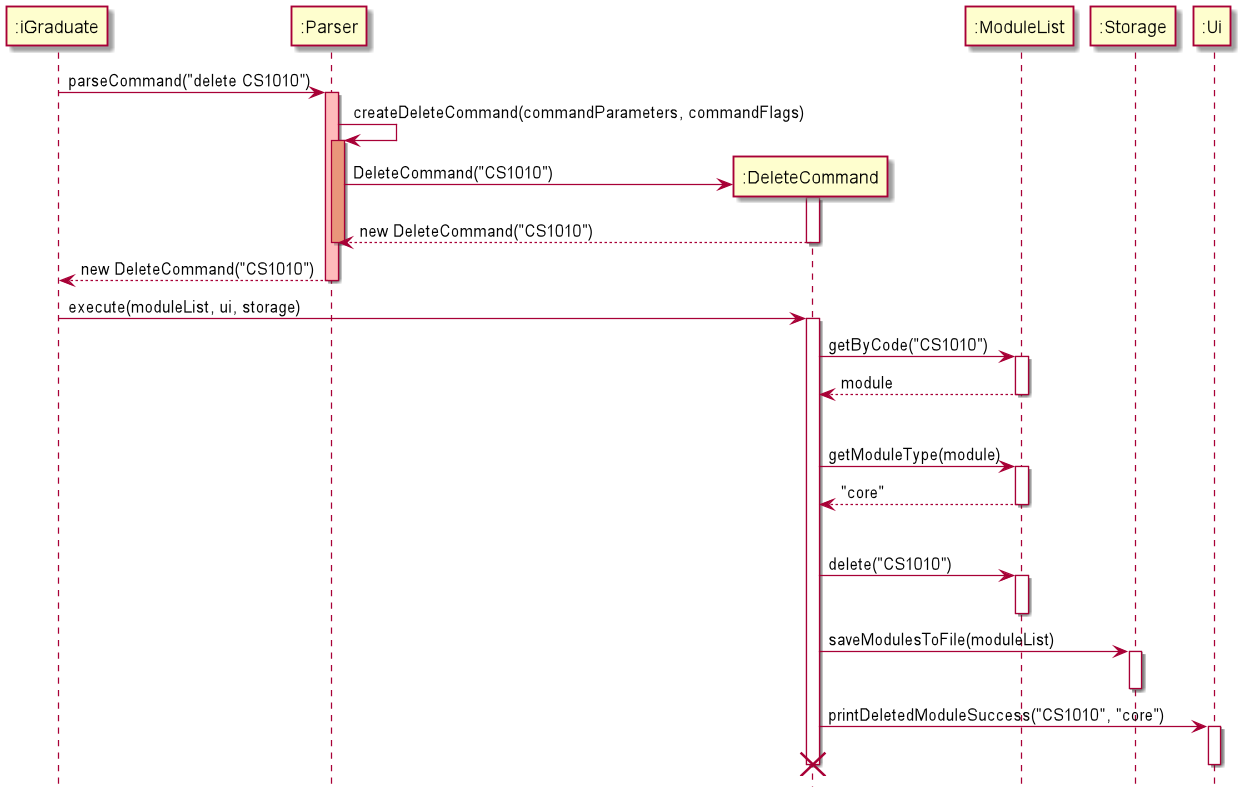 :iGraduate
:Parser
:ModuleList
:Storage
:Ui
parseCommand("delete CS1010")
createDeleteCommand(commandParameters, commandFlags)
DeleteCommand("CS1010")
:DeleteCommand
new DeleteCommand("CS1010")
new DeleteCommand("CS1010")
execute(moduleList, ui, storage)
getByCode("CS1010")
module
getModuleType(module)
"core"
delete("CS1010")
saveModulesToFile(moduleList)
printDeletedModuleSuccess("CS1010", "core")